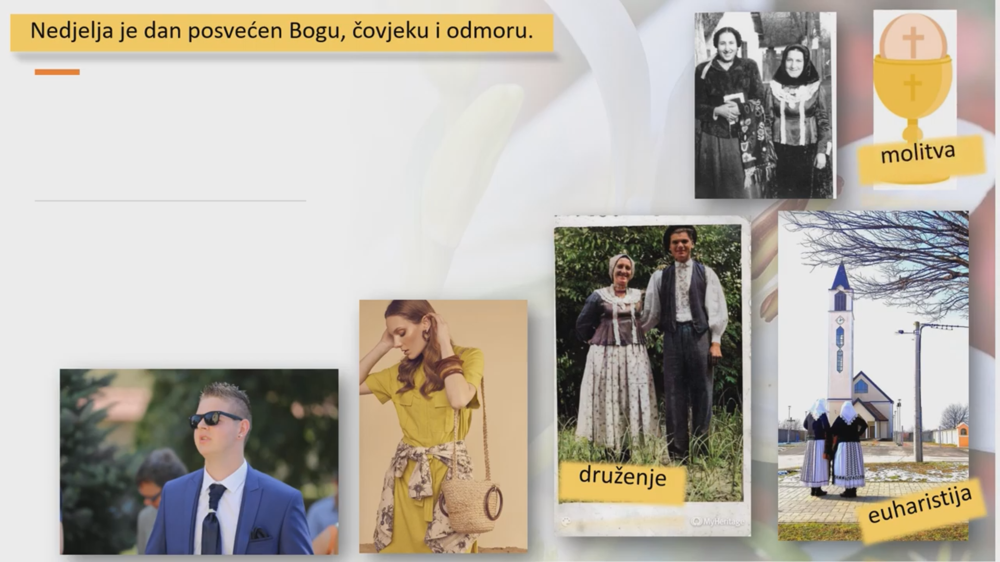 Nedjelja je dan posvećen Bogu, čovjeku i odmoru.
molitva
druženje
MyHeritage
euharistija